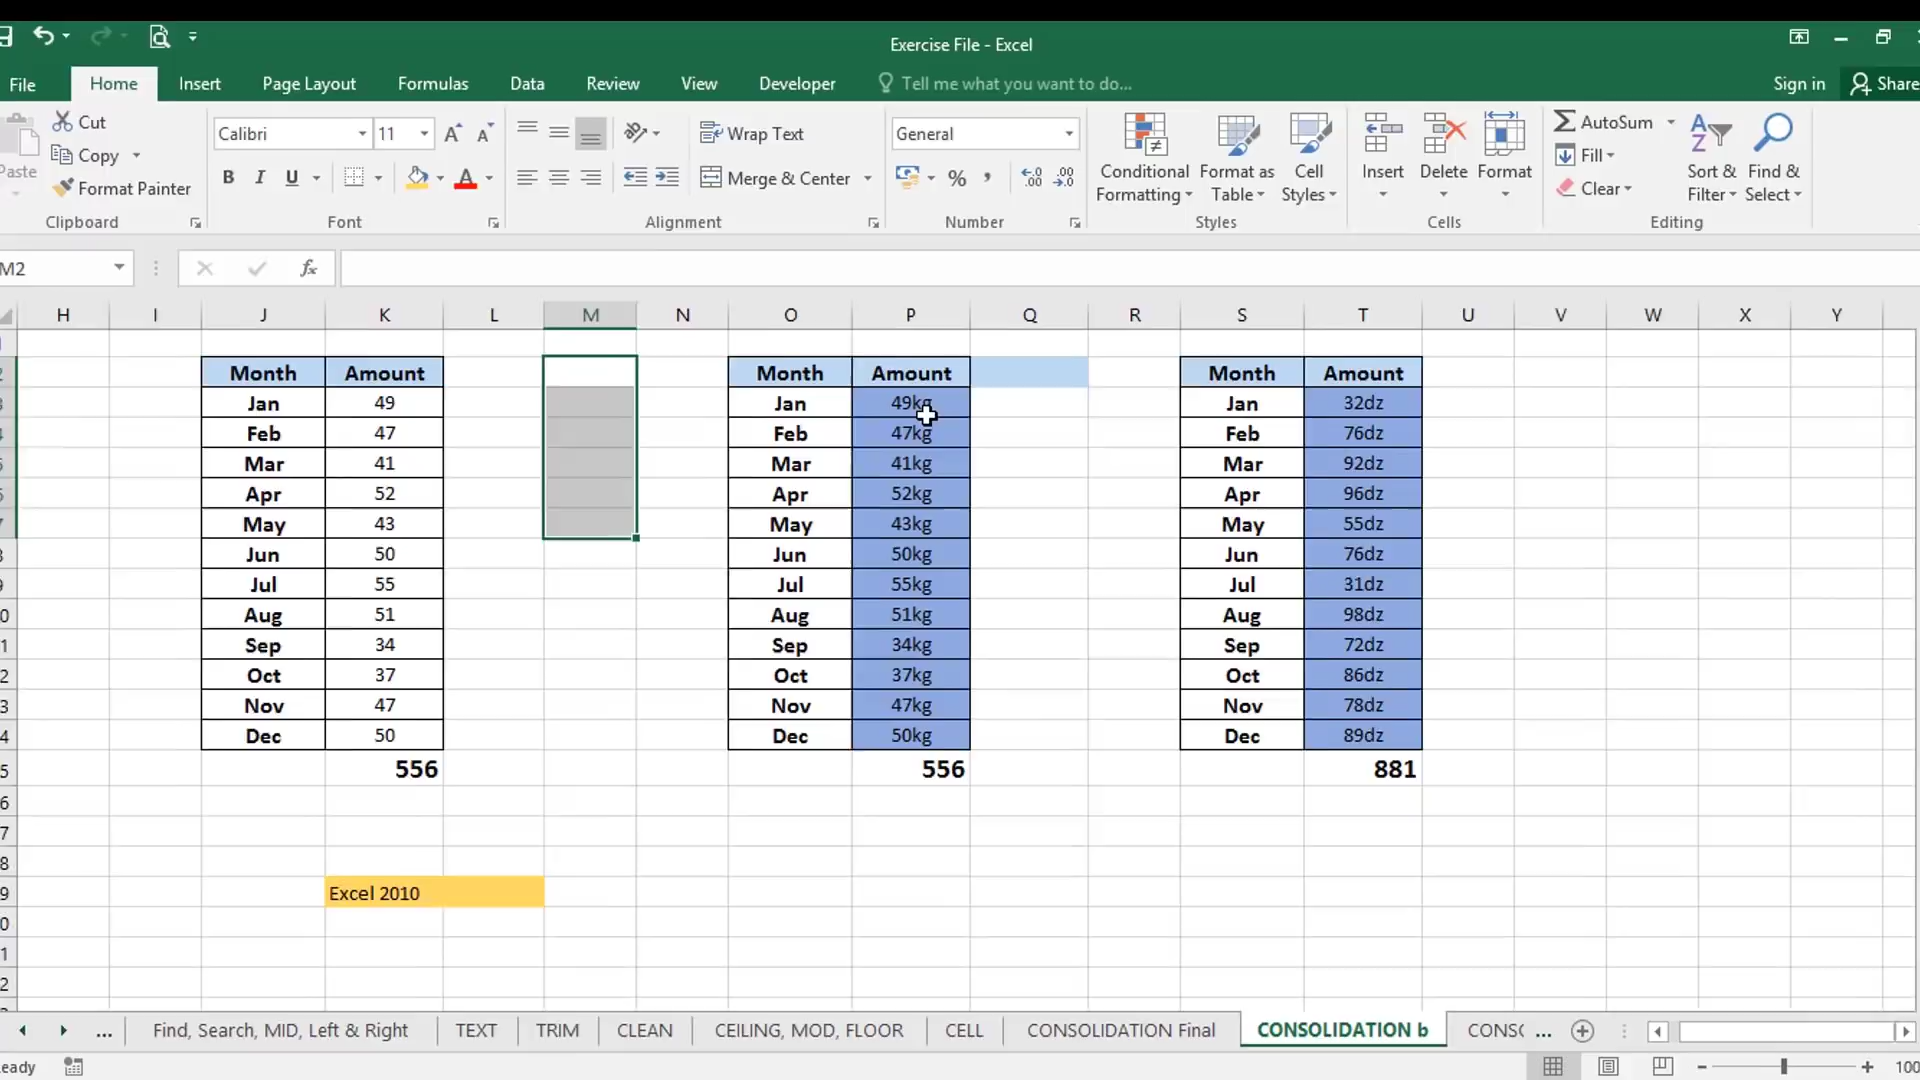 Exercise File - Excel
File Home Insert Page Layout Formulas Data Review View Developer Tell me what you want to do... Sign in Share
Cut
Copy
Paste
Format Painter
Clipboard
Calibri 11
B I U
Font
Wrap Text
Merge & Center
Alignment
General
Number
Conditional Formatting
Format as Table
Cell Styles
Styles
Insert Delete Format
Cells
AutoSum
Fill
Clear
Sort & Filter
Find & Select
Editing
M2 fx
H I J K L M N O P Q R S T U V W X Y
Month Amount Month Amount Month Amount
Jan 49 Jan 49kg Jan 32dz
Feb 47 Feb 47kg Feb 76dz
Mar 41 Mar 41kg Mar 92dz
Apr 52 Apr 52kg Apr 96dz
May 43 May 43kg May 55dz
Jun 50 Jun 50kg Jun 76dz
Jul 55 Jul 55kg Jul 31dz
Aug 51 Aug 51kg Aug 98dz
Sep 34 Sep 34kg Sep 72dz
Oct 37 Oct 37kg Oct 86dz
Nov 47 Nov 47kg Nov 78dz
Dec 50 Dec 50kg Dec 89dz
556 556 881
Excel 2010
... Find, Search, MID, Left & Right TEXT TRIM CLEAN CEILING, MOD, FLOOR CELL CONSOLIDATION Final CONSOLIDATION b CONSC ...
eady 100